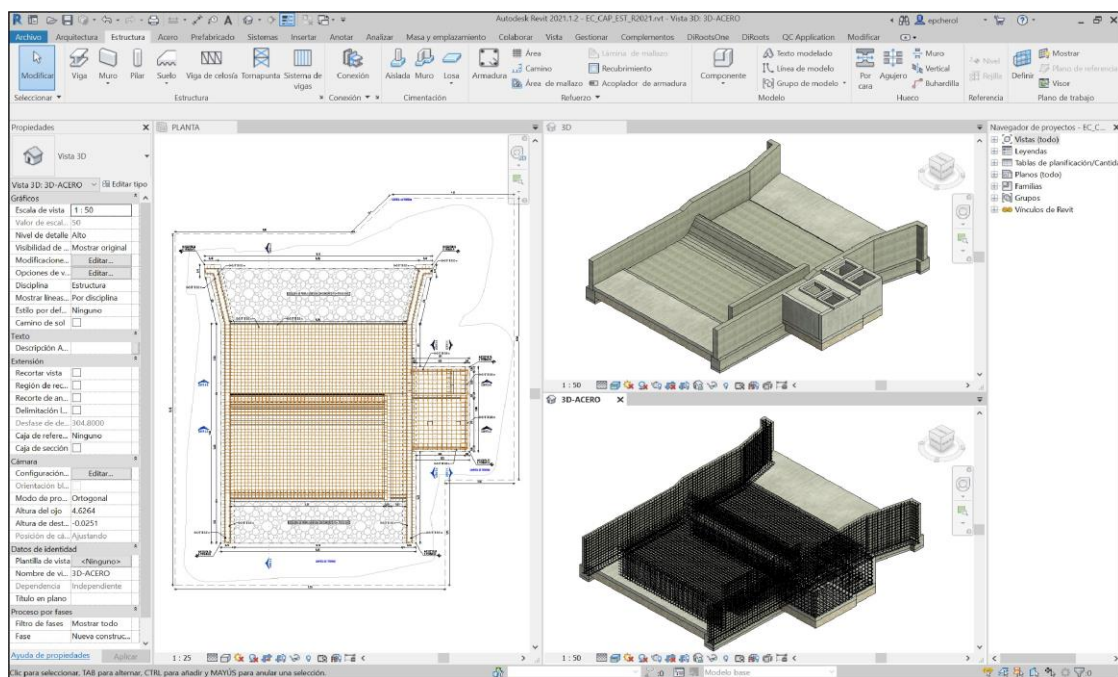 Autodesk Revit 2021.1.2 - EC_CAP_EST_R2021.rvt - Vista 3D: 3D-ACERO
epcherol
Archivo Arquitectura Estructura Acero Prefabricado Sistemas Insertar Anotar Analizar Masa y emplazamiento Colaborar Vista Gestionar Complementos DiRootsOne DiRoots QC Application Modificar
Modificar
Viga
Muro
Pilar
Suelo
Viga de celosía
Tornapunta
Sistema de vigas
Conexión
Aislada
Muro
Losa
Armadura
Área
Camino
Área de mallazo
Lámina de mallazo
Recubrimiento
Acoplador de armadura
Componente
Texto modelado
Línea de modelo
Grupo de modelo
Por cara
Agujero
Muro
Vertical
Buhardilla
Nivel
Rejilla
Definir
Mostrar
Plano de referencia
Visor
Seleccionar
Estructura
Conexión
Cimentación
Refuerzo
Modelo
Hueco
Referencia
Plano de trabajo
Propiedades
Vista 3D
Vista 3D: 3D-ACERO
Editar tipo
Gráficos
Escala de vista 1 : 50
Valor de escal... 50
Nivel de detalle Alto
Visibilidad de ... Mostrar original
Modificacione... Editar...
Opciones de v... Editar...
Disciplina Estructura
Mostrar líneas... Por disciplina
Estilo por def... Ninguno
Camino de sol
Texto
Descripción A...
Extensión
Recortar vista
Región de rec...
Recorte de an...
Delimitación l...
Desfase de de... 304.8000
Caja de refere... Ninguno
Caja de sección
Cámara
Configuración... Editar...
Orientación bl...
Modo de pro... Ortogonal
Altura del ojo 4.6264
Altura de dest... -0.0251
Posición de cá... Ajustando
Datos de identidad
Plantilla de vista <Ninguno>
Nombre de vi... 3D-ACERO
Dependencia Independiente
Título en plano
Proceso por fases
Filtro de fases Mostrar todo
Fase Nueva construc...
Ayuda de propiedades
Aplicar
PLANTA
1 : 25
3D
1 : 50
3D-ACERO
1 : 50
Navegador de proyectos - EC_C...
Vistas (todo)
Leyendas
Tablas de planificación/Cantida
Planos (todo)
Familias
Grupos
Vínculos de Revit
Clic para seleccionar, TAB para alternar, CTRL para añadir y MAYÚS para anular una selección.
:0
Modelo base
:0